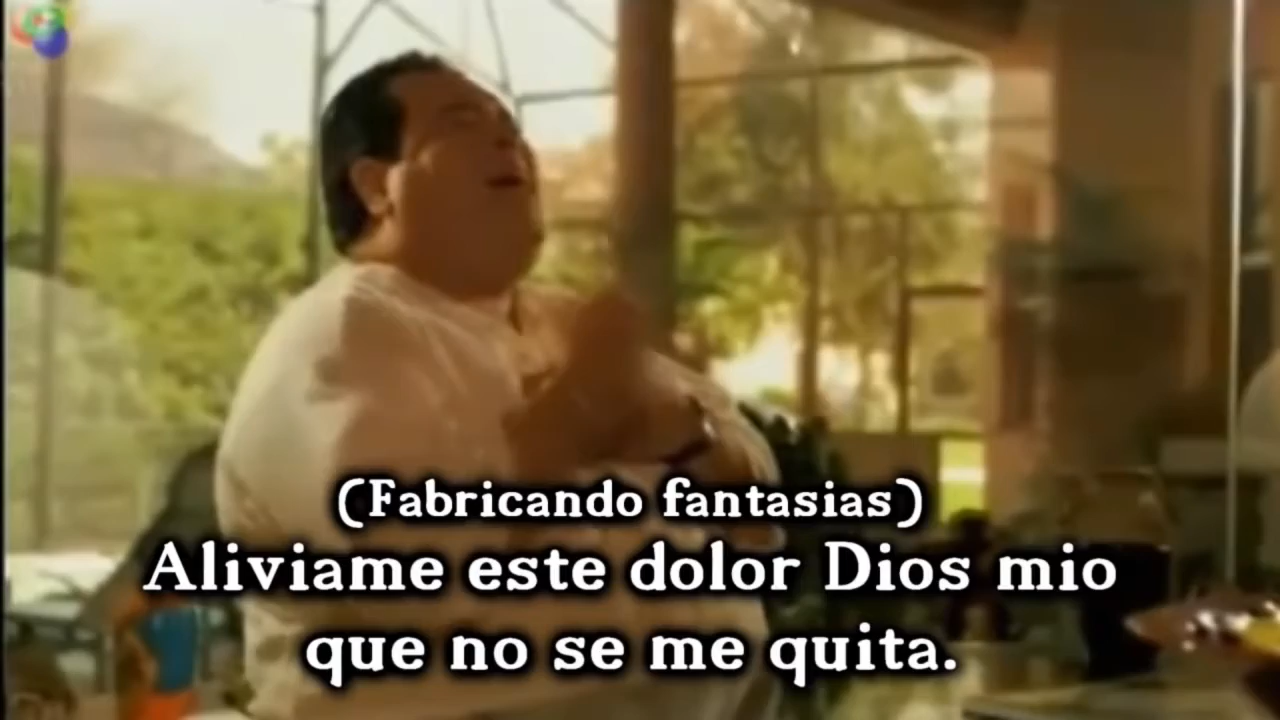 (Fabricando fantasias)
Aliviame este dolor Dios mio
que no se me quita.